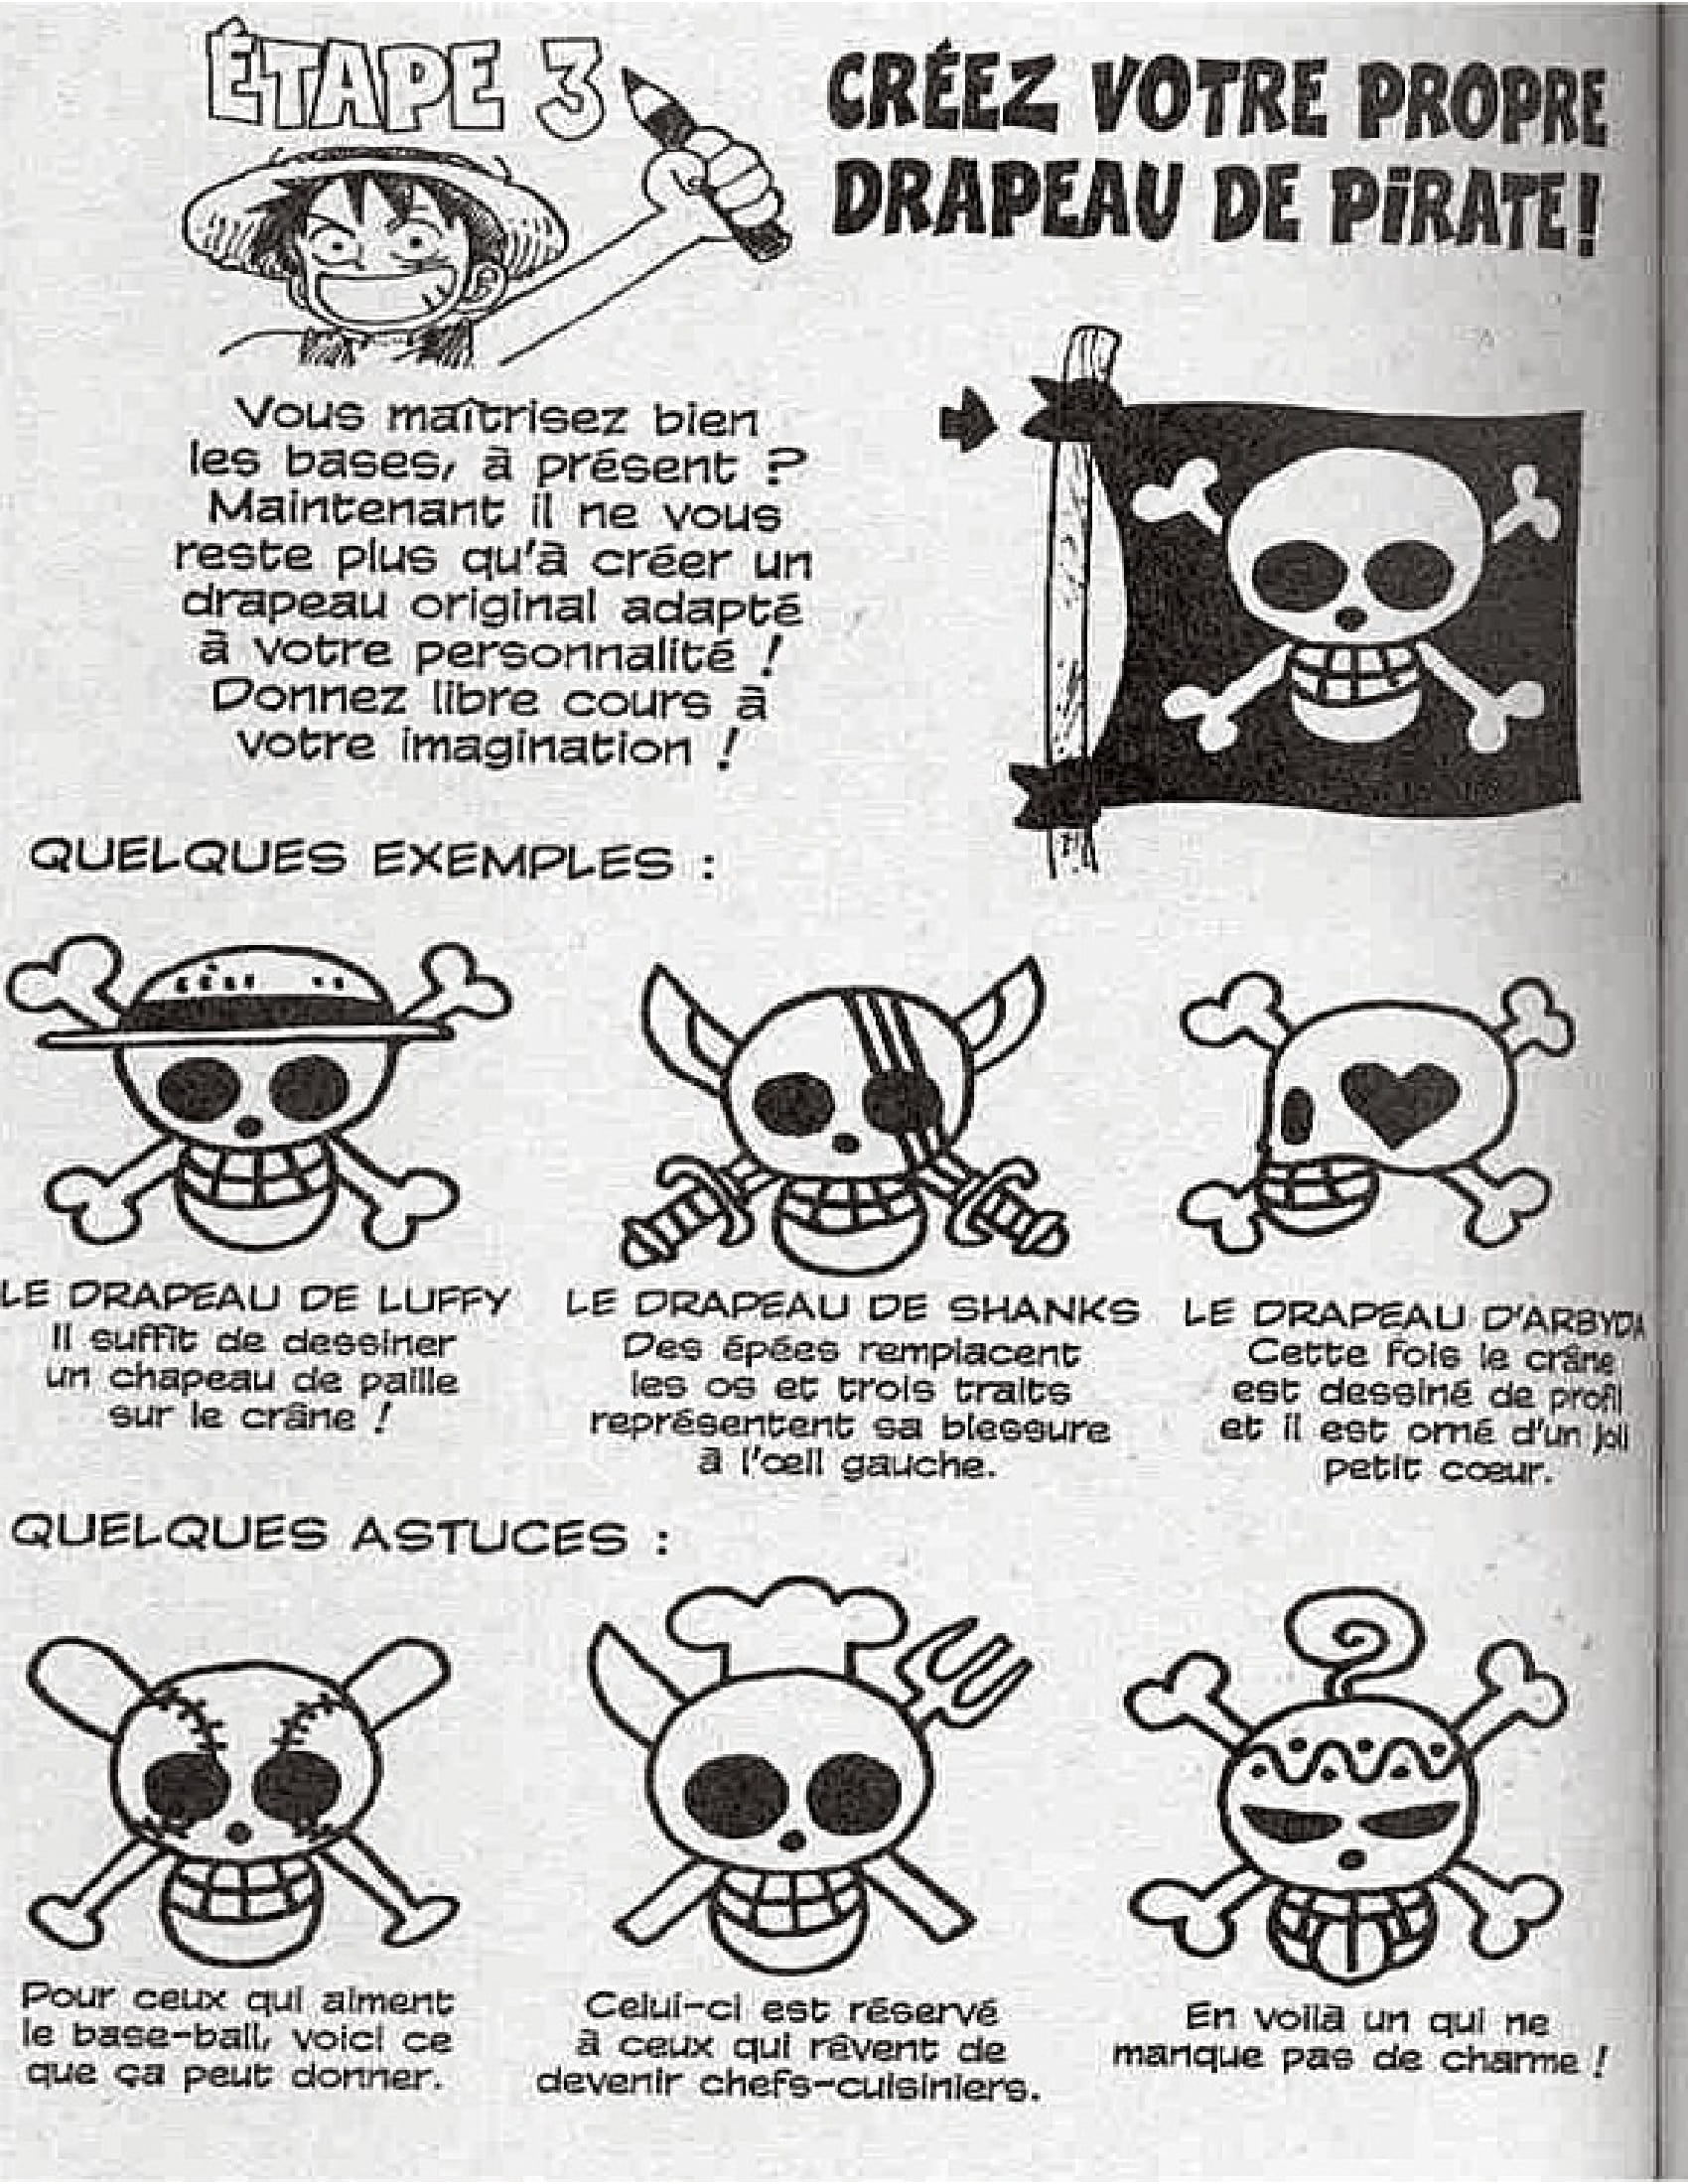 ÉTAPE 3
CRÉEZ VOTRE PROPRE
DRAPEAU DE PiRATE!
Vous maîtrisez bien
les bases, à présent ?
Maintenant il ne vous
reste plus qu'à créer un
drapeau original adapté
à votre personnalité !
Donnez libre cours à
votre imagination !
QUELQUES EXEMPLES :
LE DRAPEAU DE LUFFY
Il suffit de dessiner
un chapeau de paille
sur le crâne !
LE DRAPEAU DE SHANKS
Des épées remplacent
les os et trois traits
représentent sa blessure
à l'œil gauche.
LE DRAPEAU D'ARBYDA
Cette fois le crâne
est dessiné de profil
et il est orné d'un joli
petit cœur.
QUELQUES ASTUCES :
Pour ceux qui aiment
le base-ball, voici ce
que ça peut donner.
Celui-ci est réservé
à ceux qui rêvent de
devenir chefs-cuisiniers.
En voilà un qui ne
manque pas de charme !